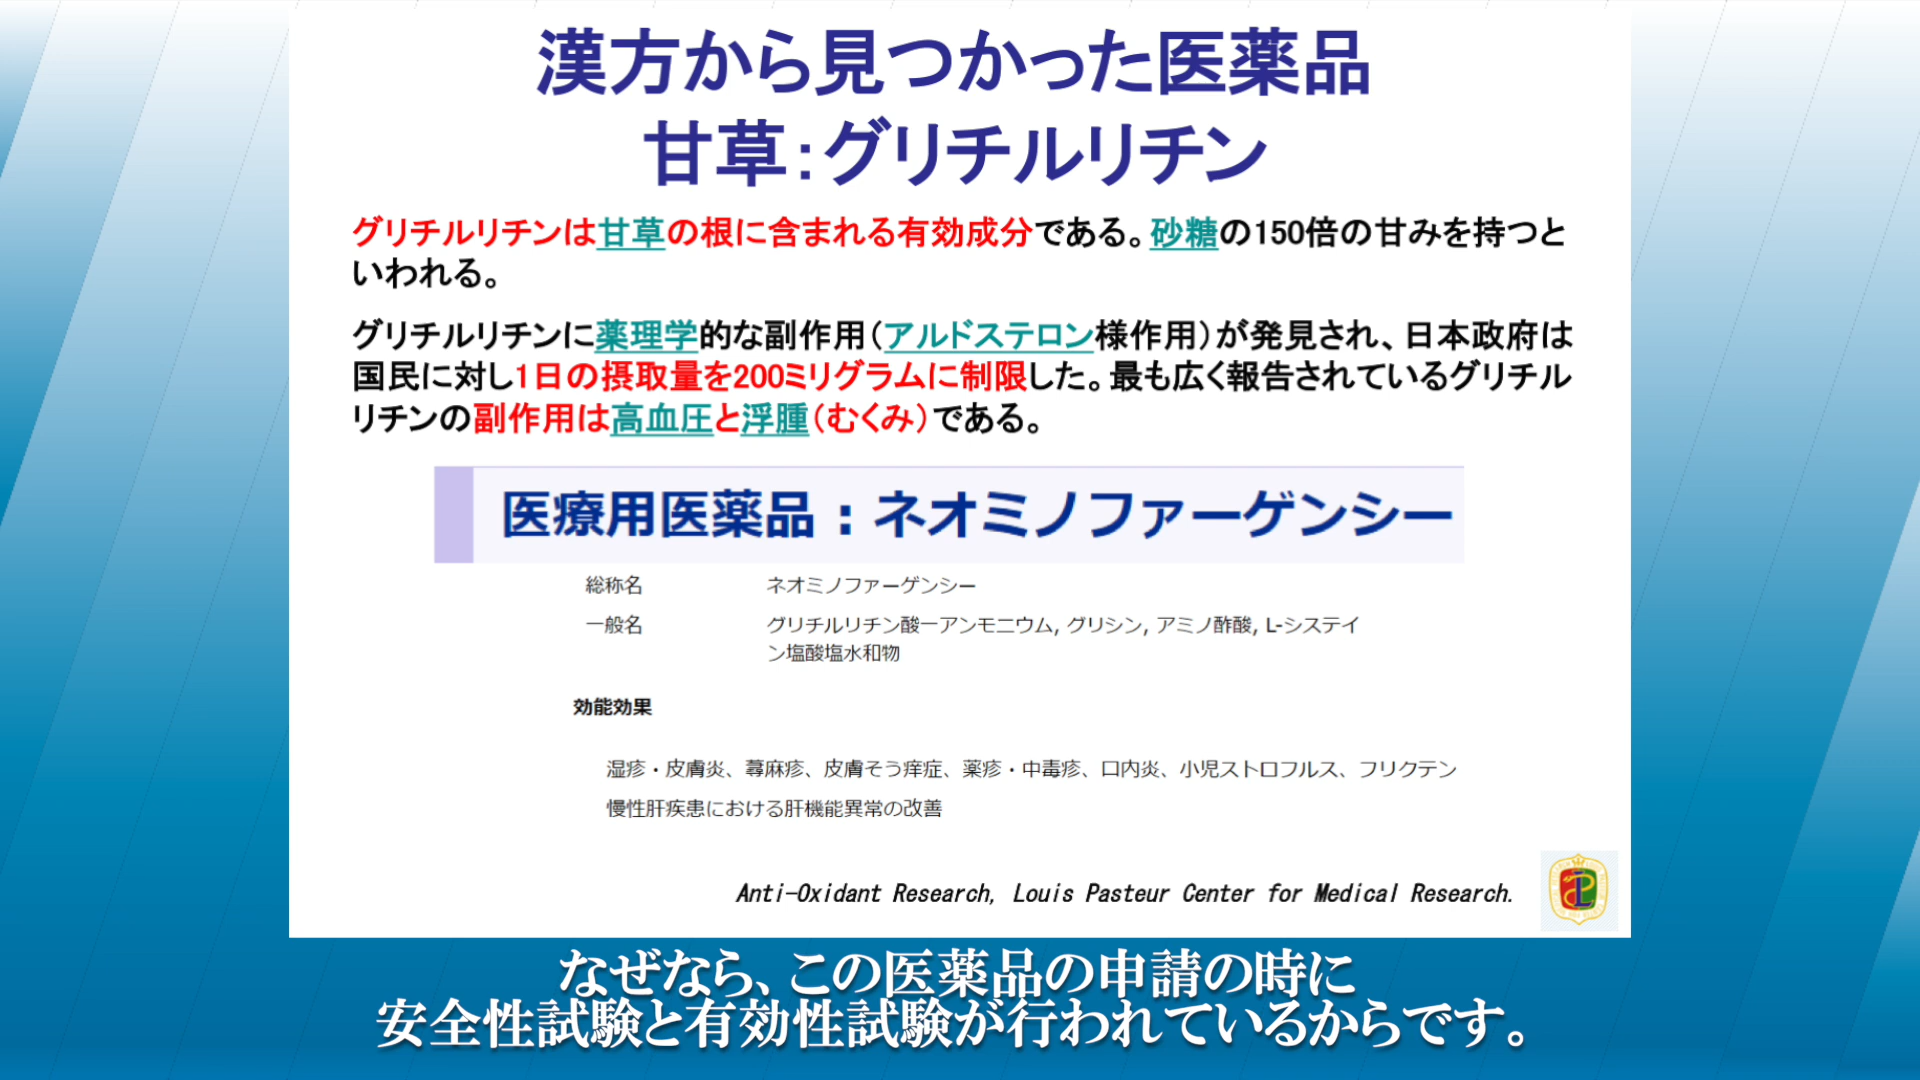 漢方から見つかった医薬品
甘草：グリチルリチン
グリチルリチンは甘草の根に含まれる有効成分である。砂糖の150倍の甘みを持つと
いわれる。
グリチルリチンに薬理学的な副作用（アルドステロン様作用）が発見され、日本政府は
国民に対し1日の摂取量を200ミリグラムに制限した。最も広く報告されているグリチル
リチンの副作用は高血圧と浮腫（むくみ）である。
医療用医薬品：ネオミノファーゲンシー
総称名 ネオミノファーゲンシー
一般名 グリチルリチン酸一アンモニウム, グリシン, アミノ酢酸, L-システイ
ン塩酸塩水和物
効能効果
湿疹・皮膚炎、蕁麻疹、皮膚そう痒症、薬疹・中毒疹、口内炎、小児ストロフルス、フリクテン
慢性肝疾患における肝機能異常の改善
Anti-Oxidant Research, Louis Pasteur Center for Medical Research.
なぜなら、この医薬品の申請の時に
安全性試験と有効性試験が行われているからです。